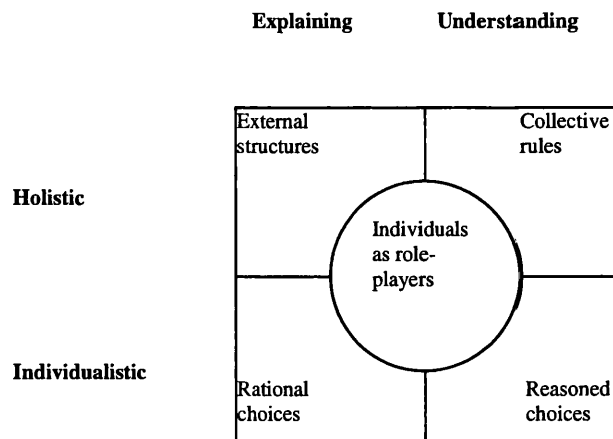 Explaining Understanding
External structures
Collective rules
Holistic
Individuals as role-players
Individualistic
Rational choices
Reasoned choices